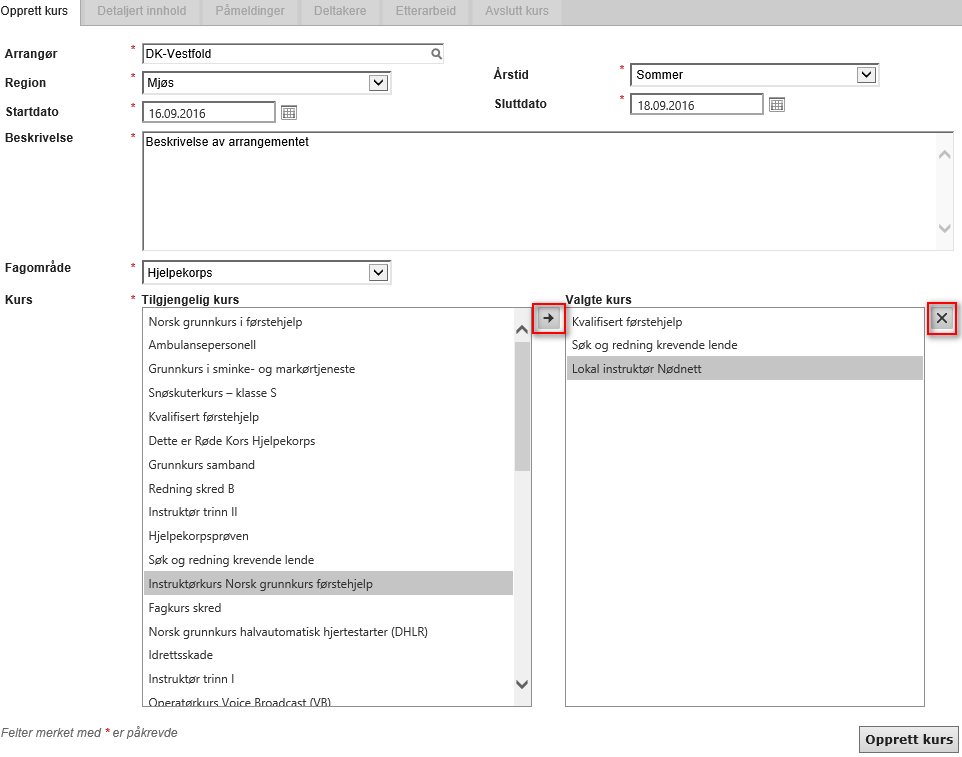 Opprett kurs Detaljert innhold Påmeldinger Deltakere Etterarbeid Avslutt kurs
Arrangør * DK-Vestfold
Region * Mjøs
Årstid * Sommer
Startdato * 16.09.2016
Sluttdato * 18.09.2016
Beskrivelse * Beskrivelse av arrangementet
Fagområde * Hjelpekorps
Kurs * Tilgjengelig kurs
Norsk grunnkurs i førstehjelp
Ambulansepersonell
Grunnkurs i sminke- og markørtjeneste
Snøskuterkurs – klasse S
Kvalifisert førstehjelp
Dette er Røde Kors Hjelpekorps
Grunnkurs samband
Redning skred B
Instruktør trinn II
Hjelpekorpsprøven
Søk og redning krevende lende
Instruktørkurs Norsk grunnkurs førstehjelp
Fagkurs skred
Norsk grunnkurs halvautomatisk hjertestarter (DHLR)
Idrettsskade
Instruktør trinn I
Operatørkurs Voice Broadcast (VB)
Valgte kurs
Kvalifisert førstehjelp
Søk og redning krevende lende
Lokal instruktør Nødnett
Felter merket med * er påkrevde
Opprett kurs